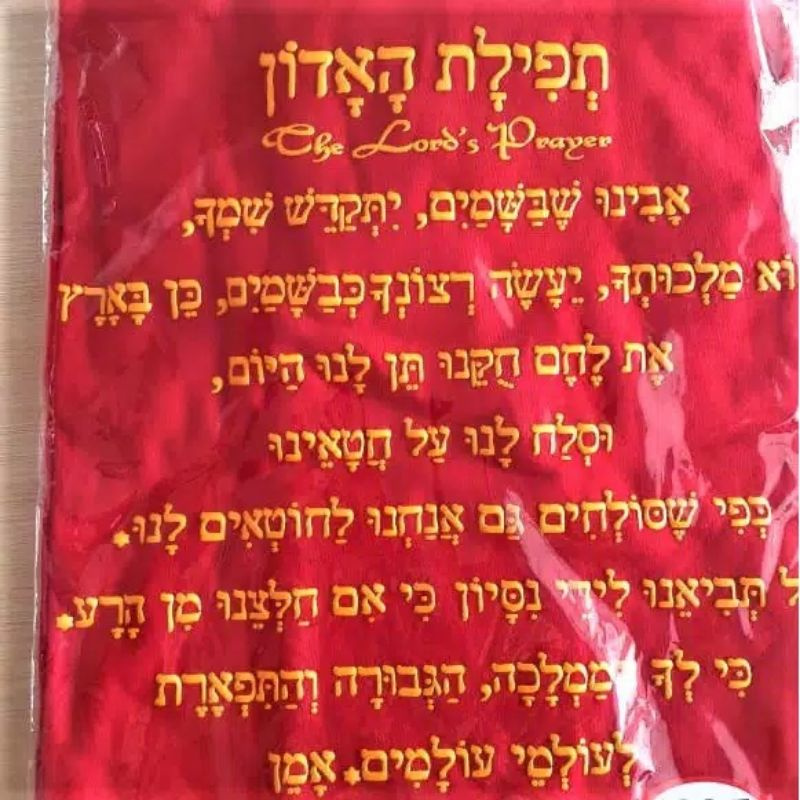 תְּפִילָת הָאָדוֹן
The Lord's Prayer
אָבִינוּ שֶׁבַּשָּׁמַיִם, יִתְקַדֵּשׁ שִׁמְךָ,
וֹא מַלְכוּתְךָ, יֵעָשָׂה רְצוֹנְךָ כְּבַשָּׁמַיִם, כֵּן בָּאָרָץ
אָת לָחָם חֻקֵנוּ תֵּן לָנוּ הַיּוֹם,
וּסְלַח לָנוּ עַל חֲטָאֵינוּ
כְּפִי שָׁסּוֹלְחִים גַּם אֲנַחְנוּ לַחוֹטְאִים לָנוּ.
ל תְּבִיאֵנוּ לִידֵי נִסָּיוֹן כִּי אִם חַלְּצֵנוּ מִן הָרָע.
כִּי לְךָ מַּמְלָכָה, הַגְּבוּרָה וְהַתִּפְאָרָת
לְעוֹלְמֵי עוֹלָמִים. אָמֵן